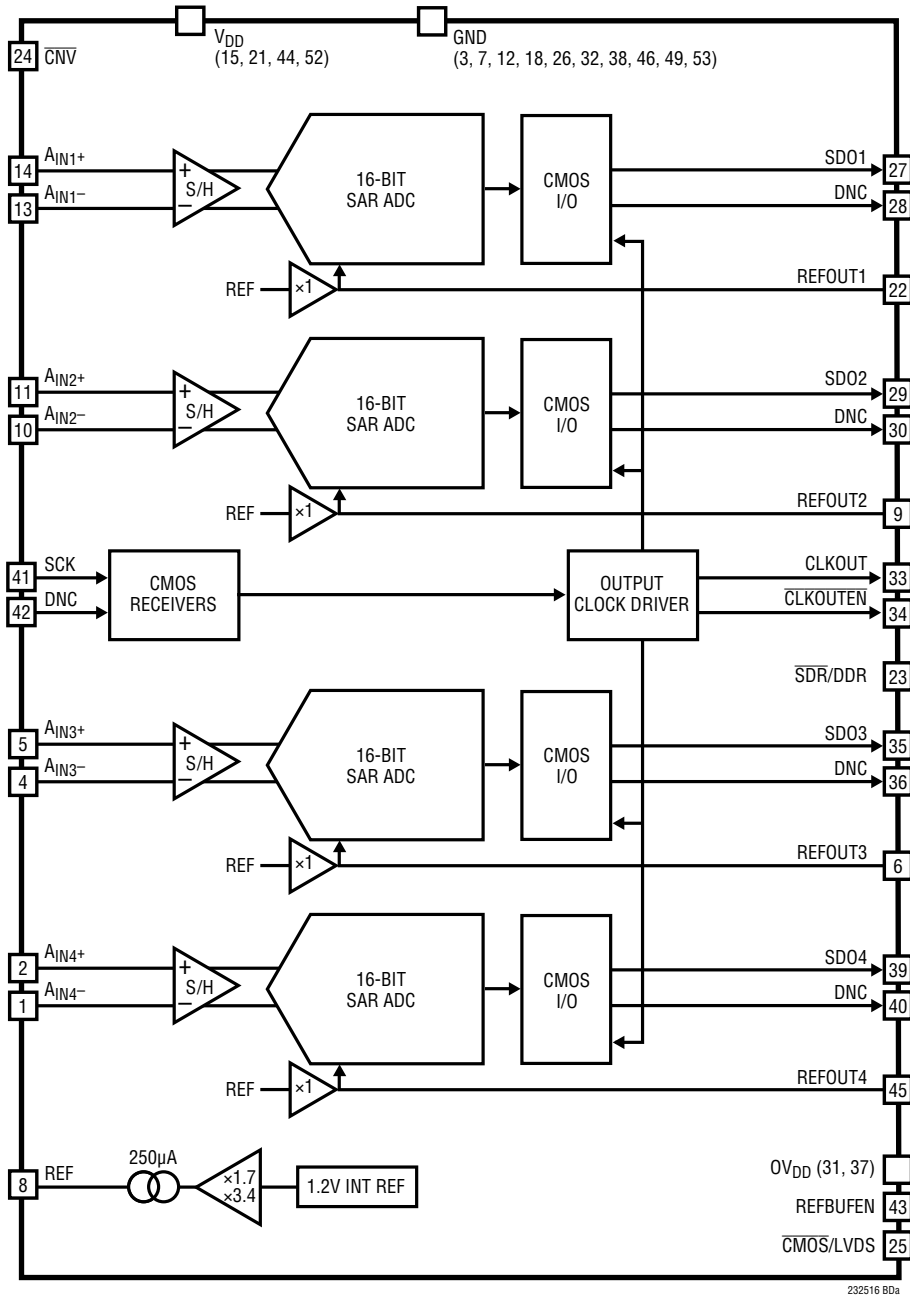 VDD
(15, 21, 44, 52)
GND
(3, 7, 12, 18, 26, 32, 38, 46, 49, 53)
24 CNV
14 AIN1+
13 AIN1–
+
S/H
–
16-BIT
SAR ADC
CMOS
I/O
SDO1 27
DNC 28
REF ×1 REFOUT1 22
11 AIN2+
10 AIN2–
+
S/H
–
16-BIT
SAR ADC
CMOS
I/O
SDO2 29
DNC 30
REF ×1 REFOUT2 9
41 SCK
42 DNC
CMOS
RECEIVERS
OUTPUT
CLOCK DRIVER
CLKOUT 33
CLKOUTEN 34
SDR/DDR 23
5 AIN3+
4 AIN3–
+
S/H
–
16-BIT
SAR ADC
CMOS
I/O
SDO3 35
DNC 36
REF ×1 REFOUT3 6
2 AIN4+
1 AIN4–
+
S/H
–
16-BIT
SAR ADC
CMOS
I/O
SDO4 39
DNC 40
REF ×1 REFOUT4 45
8 REF
250µA
×1.7
×3.4
1.2V INT REF
OVDD (31, 37)
REFBUFEN 43
CMOS/LVDS 25
232516 BDa